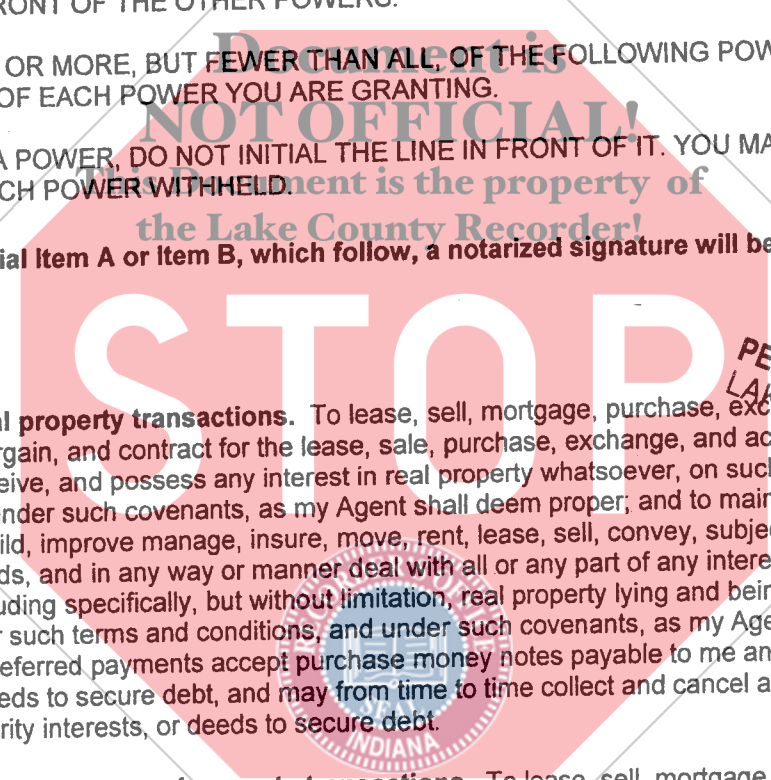 RONT OF THE OTHER POWERS.
Document is
OR MORE, BUT FEWER THAN ALL, OF THE FOLLOWING POW
OF EACH POWER YOU ARE GRANTING.
NOT OFFICIAL!
A POWER, DO NOT INITIAL THE LINE IN FRONT OF IT. YOU MA
CH POWER WITHHELD.
This Document is the property of
the Lake County Recorder!
ial Item A or Item B, which follow, a notarized signature will be
STOP
PE
LAK
al property transactions. To lease, sell, mortgage, purchase, exc
rgain, and contract for the lease, sale, purchase, exchange, and ac
eive, and possess any interest in real property whatsoever, on such
nder such covenants, as my Agent shall deem proper; and to main
ild, improve manage, insure, move, rent, lease, sell, convey, subje
ds, and in any way or manner deal with all or any part of any intere
uding specifically, but without limitation, real property lying and bein
r such terms and conditions, and under such covenants, as my Age
eferred payments accept purchase money notes payable to me an
eds to secure debt, and may from time to time collect and cancel a
rity interests, or deeds to secure debt.
SEAL
INDIANA
To lease, sell, mortgage